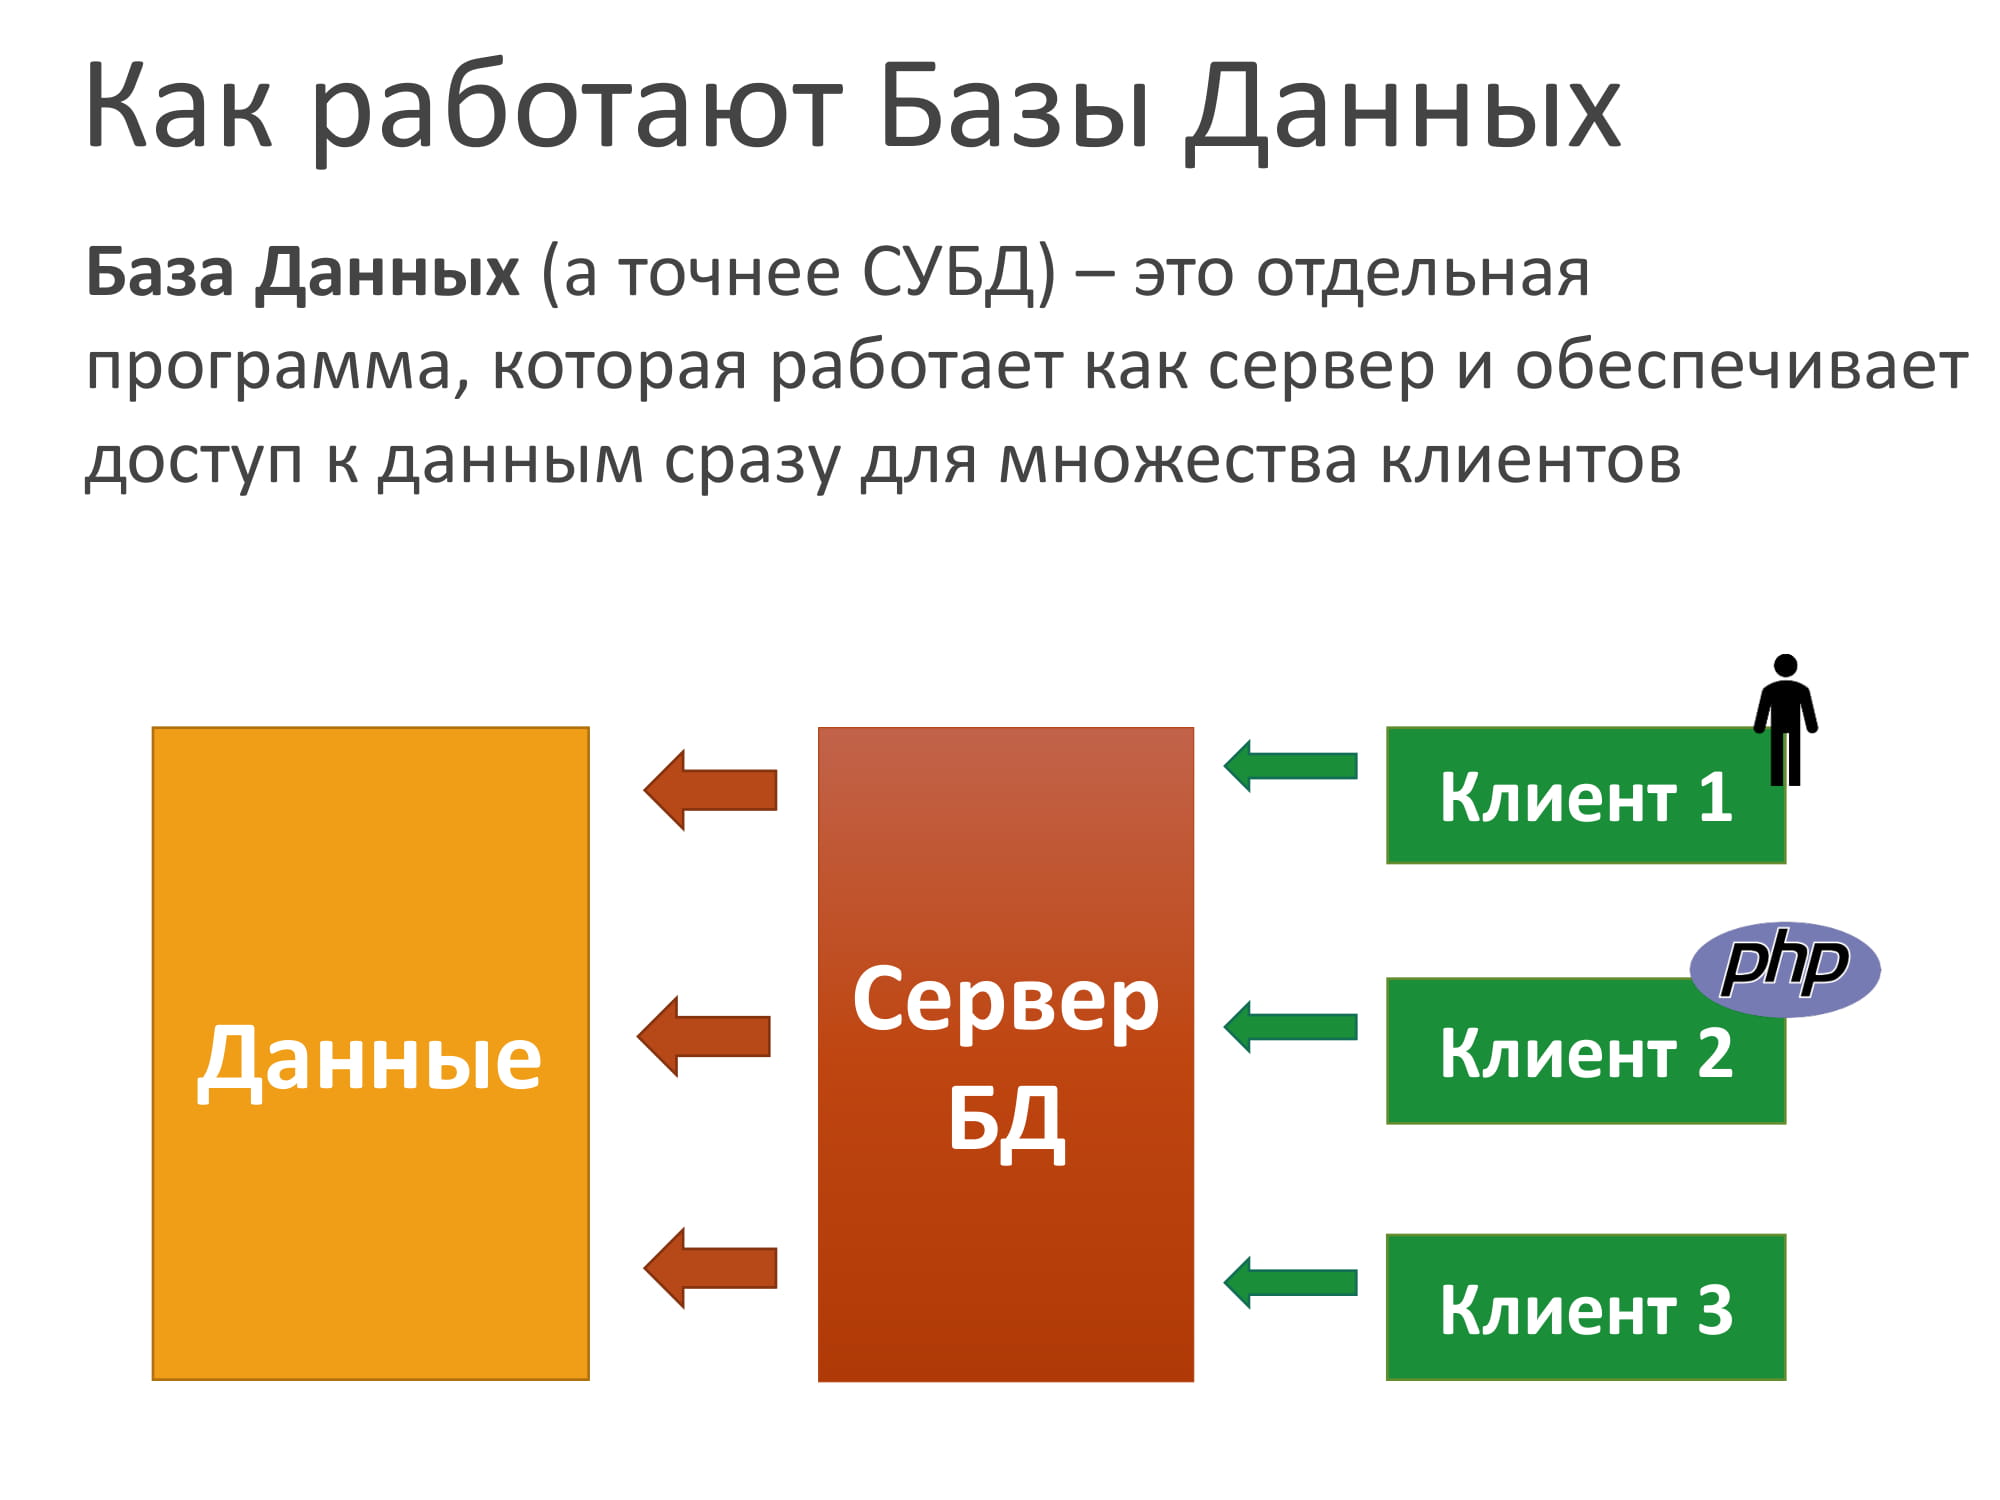 Как работают Базы Данных
База Данных (а точнее СУБД) – это отдельная
программа, которая работает как сервер и обеспечивает
доступ к данным сразу для множества клиентов
Данные
Сервер
БД
Клиент 1
php
Клиент 2
Клиент 3